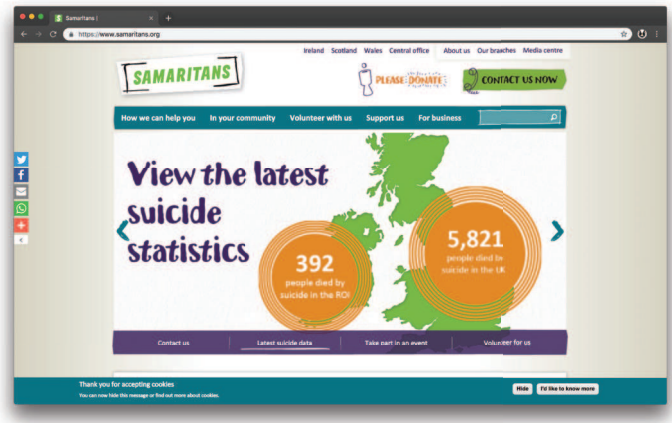 Samaritans |
https://www.samaritans.org
Ireland Scotland Wales Central office About us Our braches Media centre
SAMARITANS
PLEASE DONATE
CONTACT US NOW
How we can help you In your community Volunteer with us Support us For business
View the latest
suicide
statistics
392
people died by
suicide in the ROI
5,821
people died by
suicide in the UK
Contact us Latest suicide data Take part in an event Volunteer for us
Thank you for accepting cookies
You can now hide this message or find out more about cookies.
Hide I'd like to know more